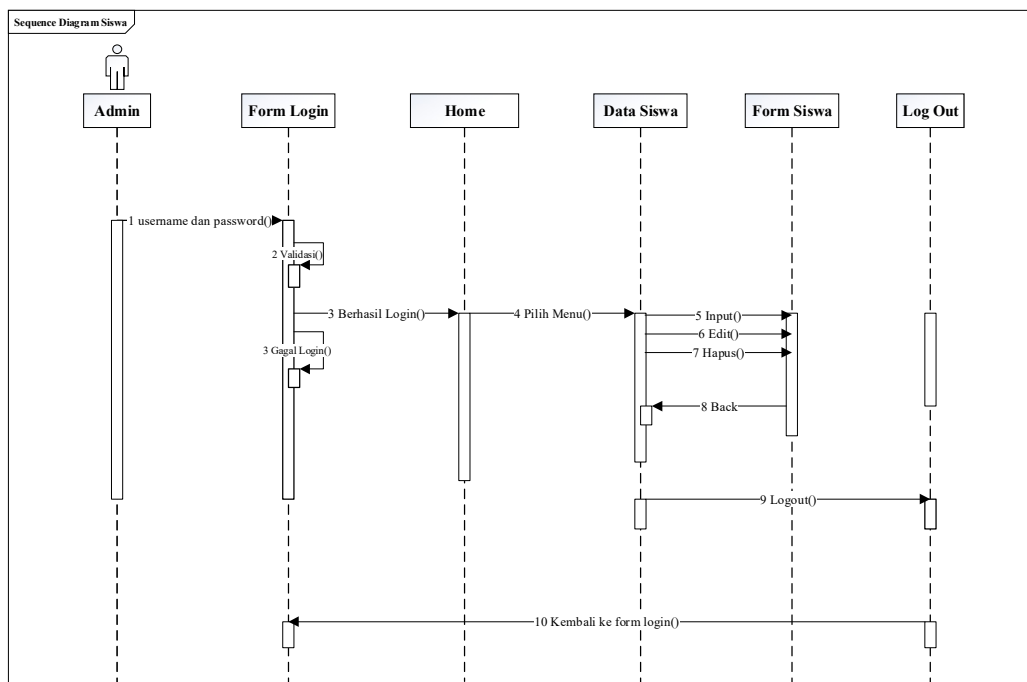 Sequence Diagram Siswa
Admin
Form Login
Home
Data Siswa
Form Siswa
Log Out
1 username dan password()
2 Validasi()
3 Berhasil Login()
4 Pilih Menu()
5 Input()
6 Edit()
3 Gagal Login()
7 Hapus()
8 Back
9 Logout()
10 Kembali ke form login()